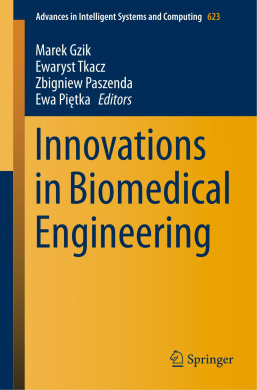 Advances in Intelligent Systems and Computing 623
Marek Gzik
Ewaryst Tkacz
Zbigniew Paszenda
Ewa Piętka Editors
Innovations
in Biomedical
Engineering
Springer